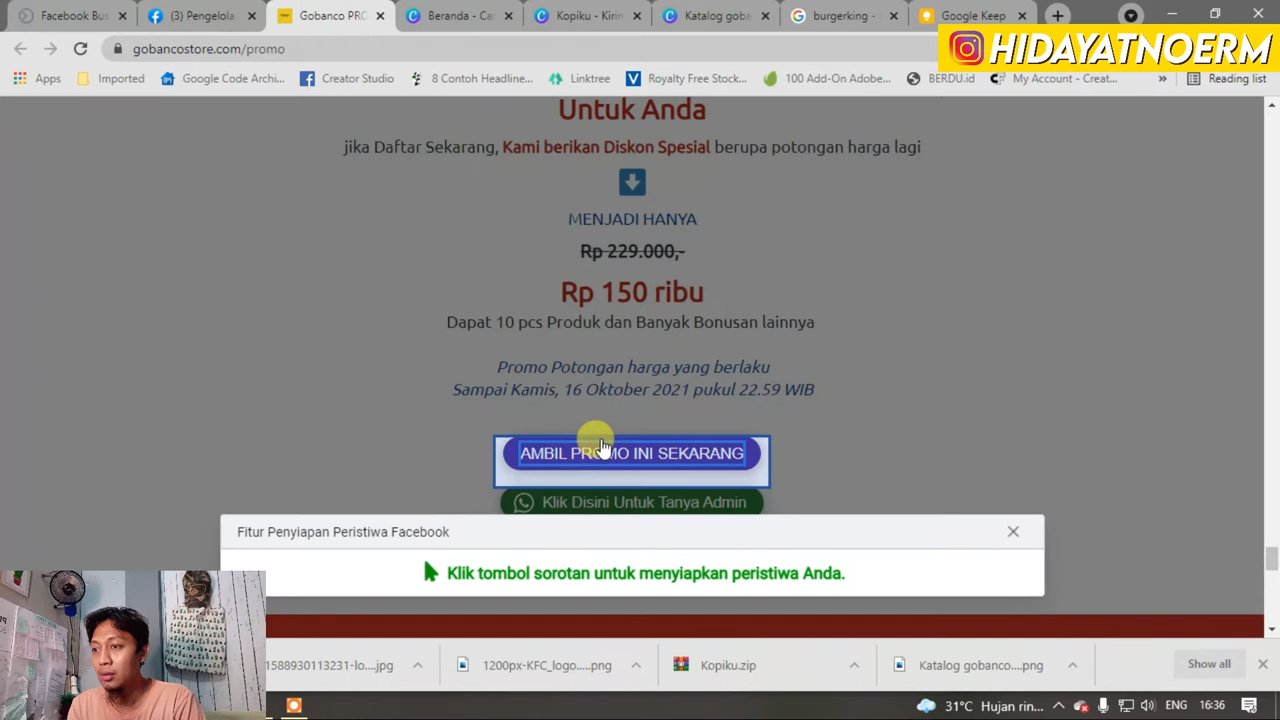 Facebook Bus
(3) Pengelola
Gobanco PRO
Beranda - Ca
Kopiku - Kirin
Katalog goba
burgerking -
Google Keep
gobancostore.com/promo
HIDAYATNOERM
Apps
Imported
Google Code Archi...
Creator Studio
8 Contoh Headline...
Linktree
Royalty Free Stock...
100 Add-On Adobe...
BERDU.id
My Account - Creat...
»
Reading list
Untuk Anda
jika Daftar Sekarang, Kami berikan Diskon Spesial berupa potongan harga lagi
MENJADI HANYA
Rp 229.000,-
Rp 150 ribu
Dapat 10 pcs Produk dan Banyak Bonusan lainnya
Promo Potongan harga yang berlaku
Sampai Kamis, 16 Oktober 2021 pukul 22.59 WIB
AMBIL PROMO INI SEKARANG
Klik Disini Untuk Tanya Admin
Fitur Penyiapan Peristiwa Facebook
Klik tombol sorotan untuk menyiapkan peristiwa Anda.
1588930113231-lo....jpg
1200px-KFC_logo.....png
Kopiku.zip
Katalog gobanco....png
Show all
31°C Hujan rin...
ENG
16:36